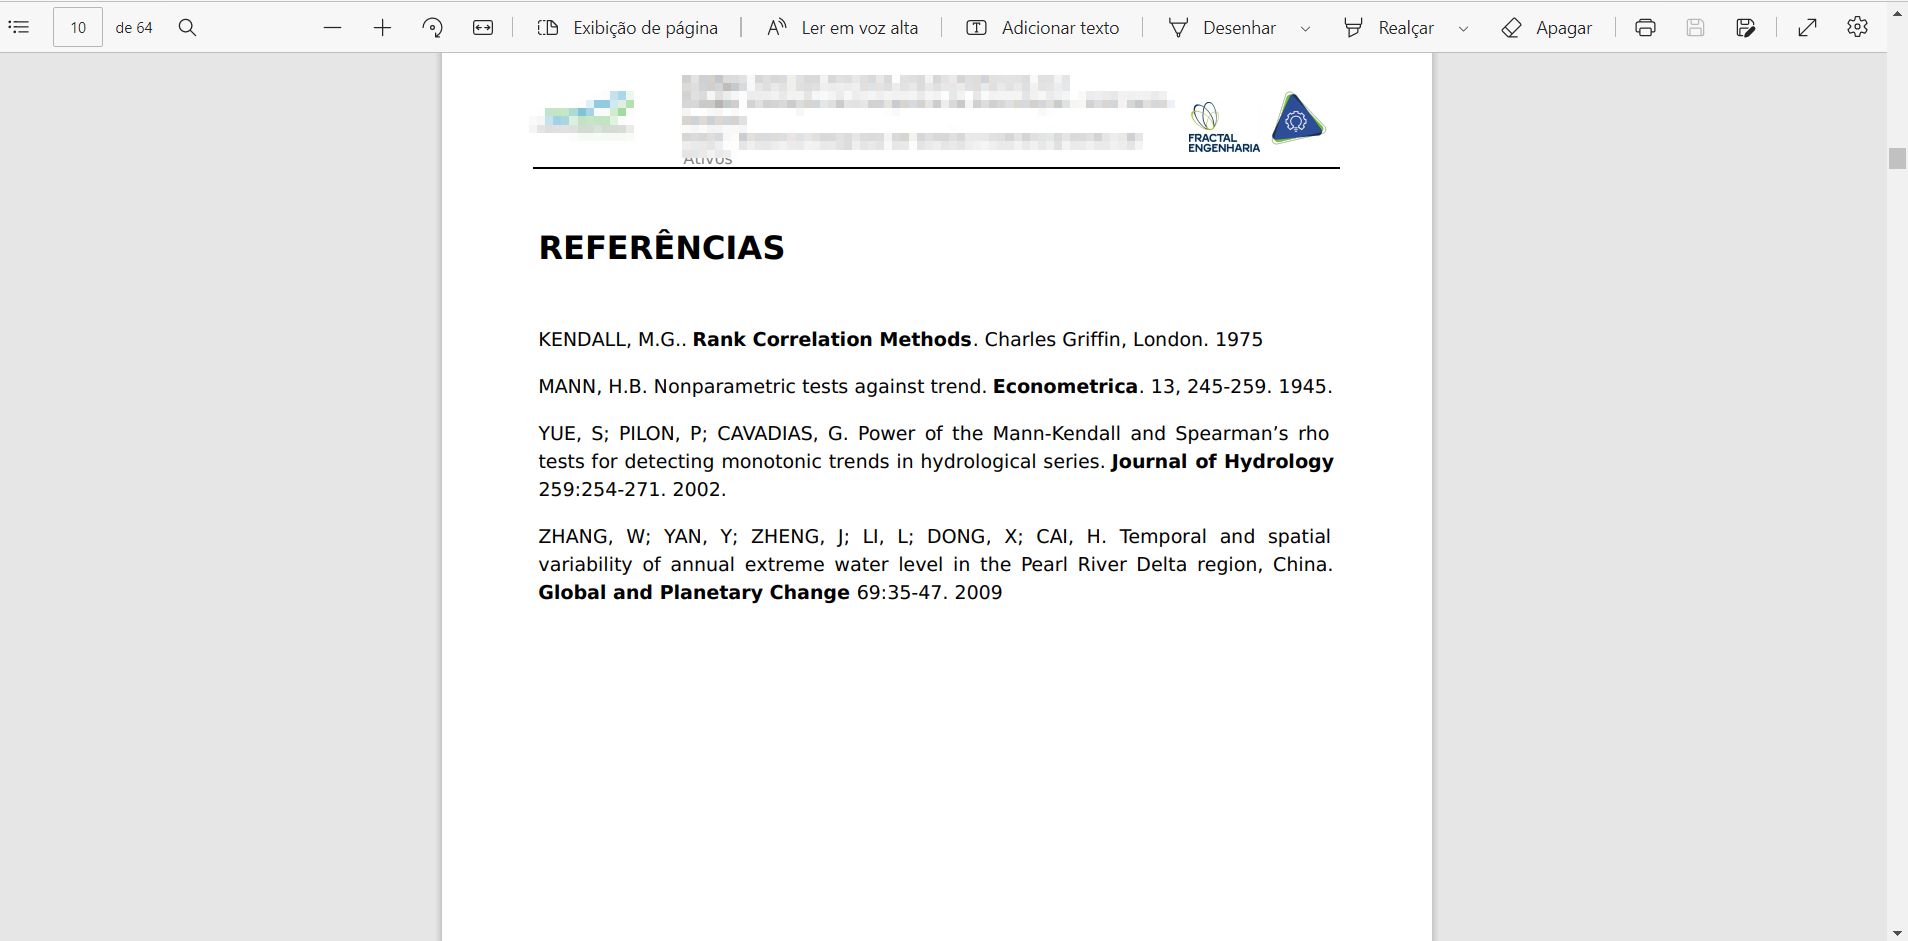 10 de 64 Exibição de página Ler em voz alta Adicionar texto Desenhar Realçar Apagar
Ativos
FRACTAL
ENGENHARIA
REFERÊNCIAS
KENDALL, M.G.. Rank Correlation Methods. Charles Griffin, London. 1975
MANN, H.B. Nonparametric tests against trend. Econometrica. 13, 245-259. 1945.
YUE, S; PILON, P; CAVADIAS, G. Power of the Mann-Kendall and Spearman’s rho
tests for detecting monotonic trends in hydrological series. Journal of Hydrology
259:254-271. 2002.
ZHANG, W; YAN, Y; ZHENG, J; LI, L; DONG, X; CAI, H. Temporal and spatial
variability of annual extreme water level in the Pearl River Delta region, China.
Global and Planetary Change 69:35-47. 2009